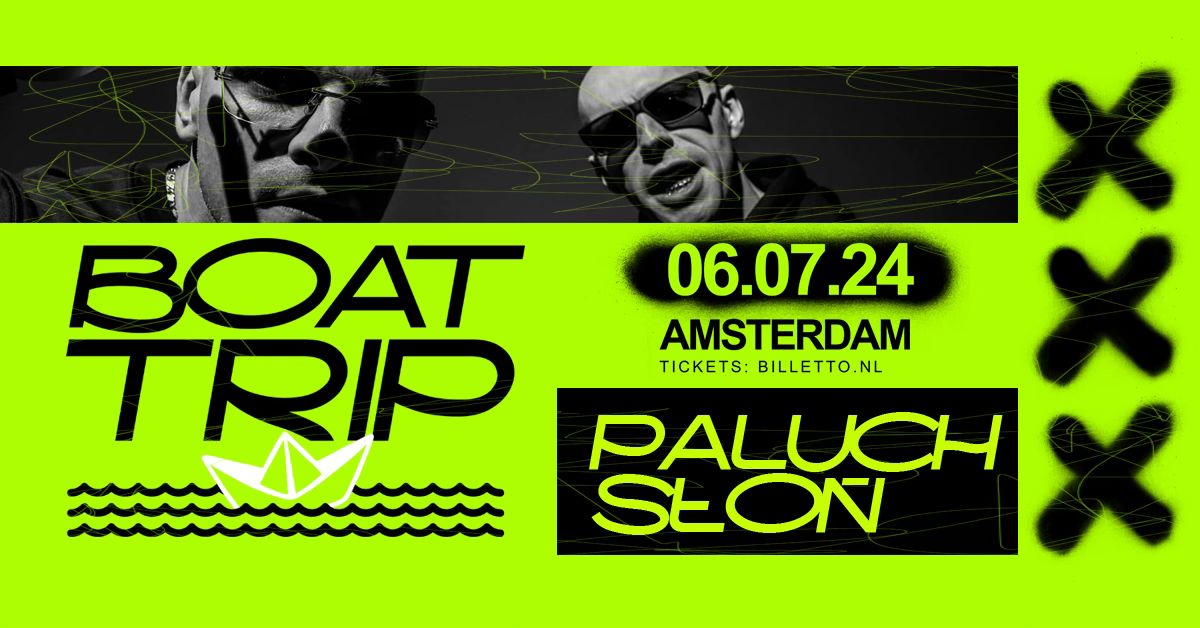 BOAT
TRIP
06.07.24
AMSTERDAM
TICKETS: BILLETTO.NL
PALUCH
SŁOŃ
X
X
X